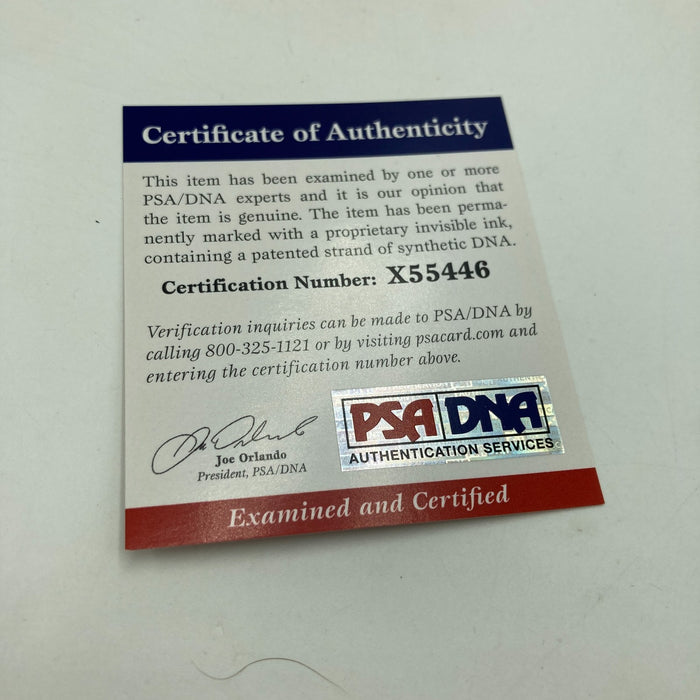 Certificate of Authenticity
This item has been examined by one or more
PSA/DNA experts and it is our opinion that
the item is genuine. The item has been perma-
nently marked with a proprietary invisible ink,
containing a patented strand of synthetic DNA.
Certification Number: X55446
Verification inquiries can be made to PSA/DNA by
calling 800-325-1121 or by visiting psacard.com and
entering the certification number above.
Joe Orlando
President, PSA/DNA
PSA DNA
AUTHENTICATION SERVICES
Examined and Certified